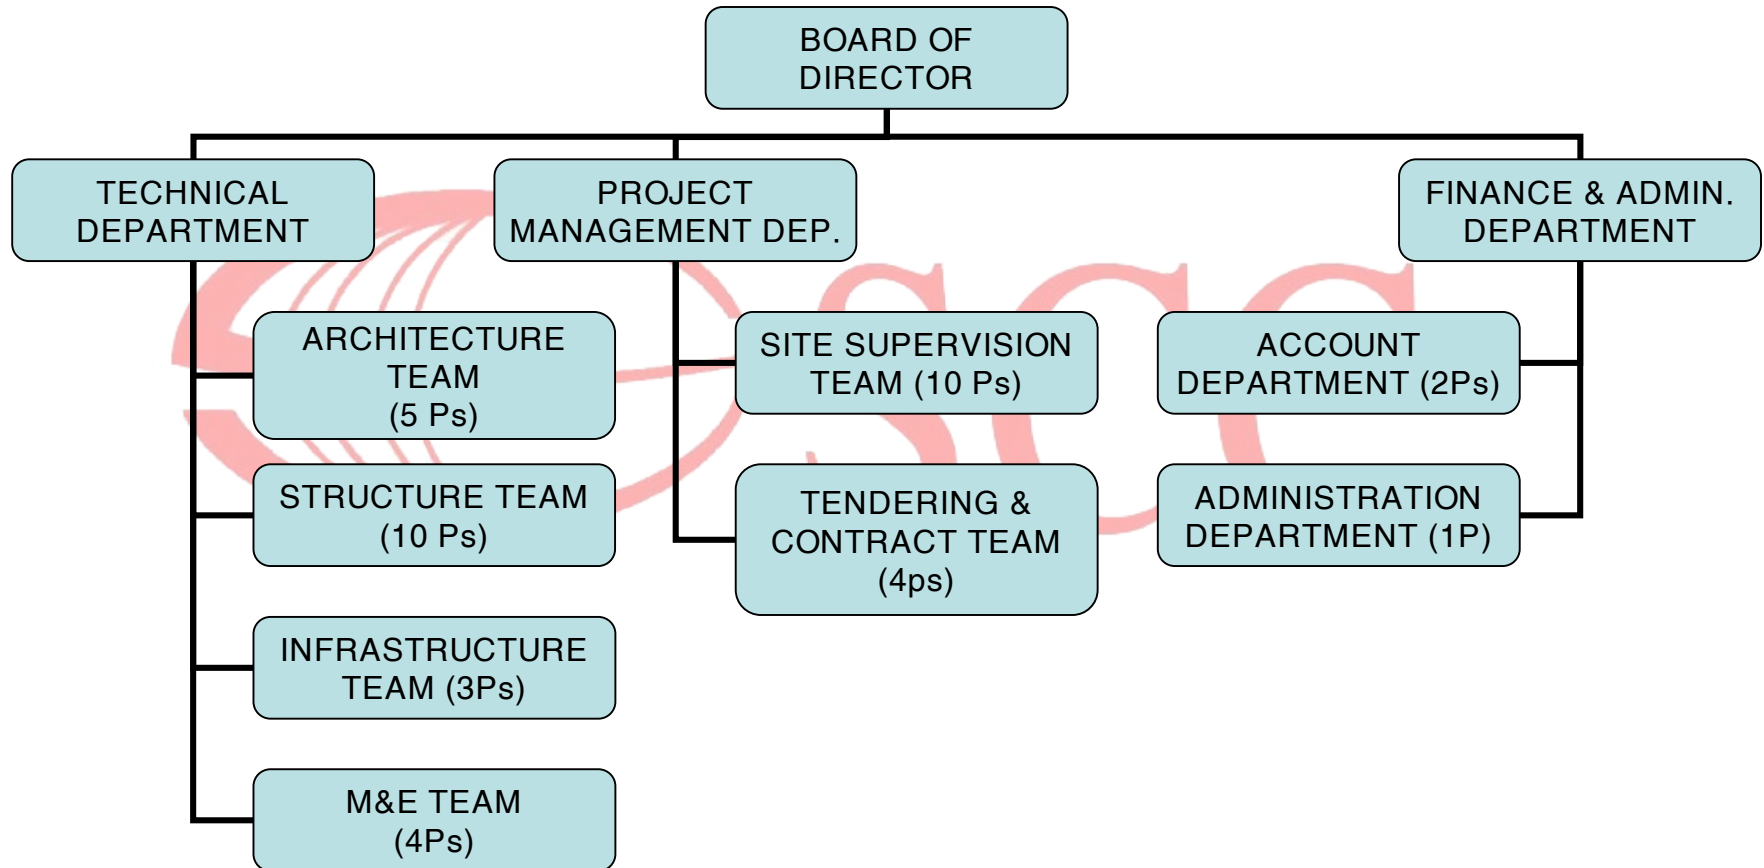 BOARD OF
DIRECTOR
TECHNICAL
DEPARTMENT
PROJECT
MANAGEMENT DEP.
FINANCE & ADMIN.
DEPARTMENT
ARCHITECTURE
TEAM
(5 Ps)
STRUCTURE TEAM
(10 Ps)
INFRASTRUCTURE
TEAM (3Ps)
M&E TEAM
(4Ps)
SITE SUPERVISION
TEAM (10 Ps)
TENDERING &
CONTRACT TEAM
(4ps)
ACCOUNT
DEPARTMENT (2Ps)
ADMINISTRATION
DEPARTMENT (1P)
SCC